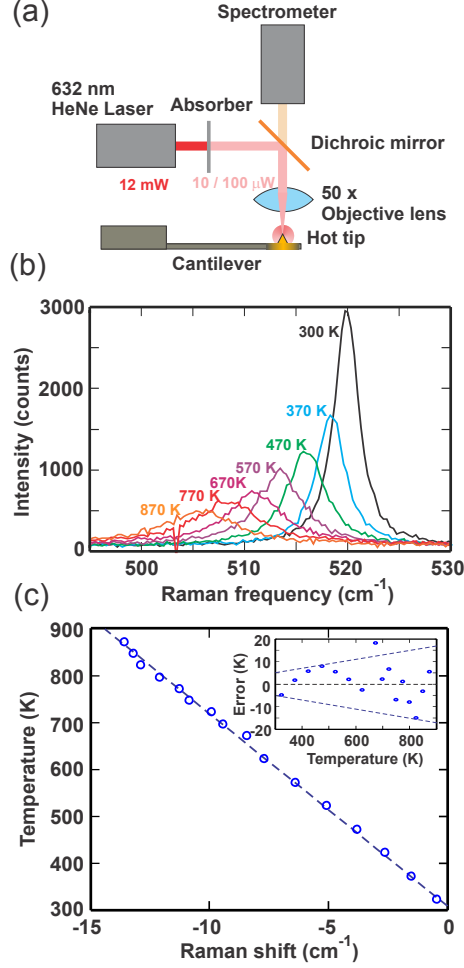 (a)
Spectrometer
632 nm
HeNe Laser
Absorber
Dichroic mirror
12 mW
10 / 100 μW
50 x
Objective lens
Hot tip
Cantilever
(b)
3000
2000
1000
0
Intensity (counts)
300 K
370 K
470 K
570 K
670K
770 K
870 K
500
510
520
530
Raman frequency (cm⁻¹)
(c)
900
800
700
600
500
400
300
Temperature (K)
-15
-10
-5
0
Raman shift (cm⁻¹)
20
10
0
-10
-20
Error (K)
400
600
800
Temperature (K)